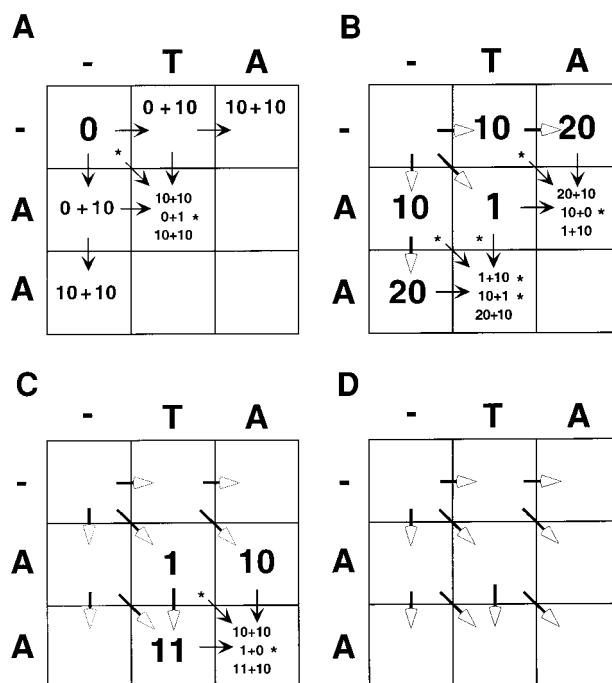 A
- T A
- 0 0+10 10+10
*
A 0+10 10+10
0+1 *
10+10
A 10+10
B
- T A
- 10 20
*
A 10 1 20+10
10+0 *
1+10
* *
A 20 1+10 *
10+1 *
20+10
C
- T A
-
A 1 10
*
A 11 10+10
1+0 *
11+10
D
- T A
-
A
A